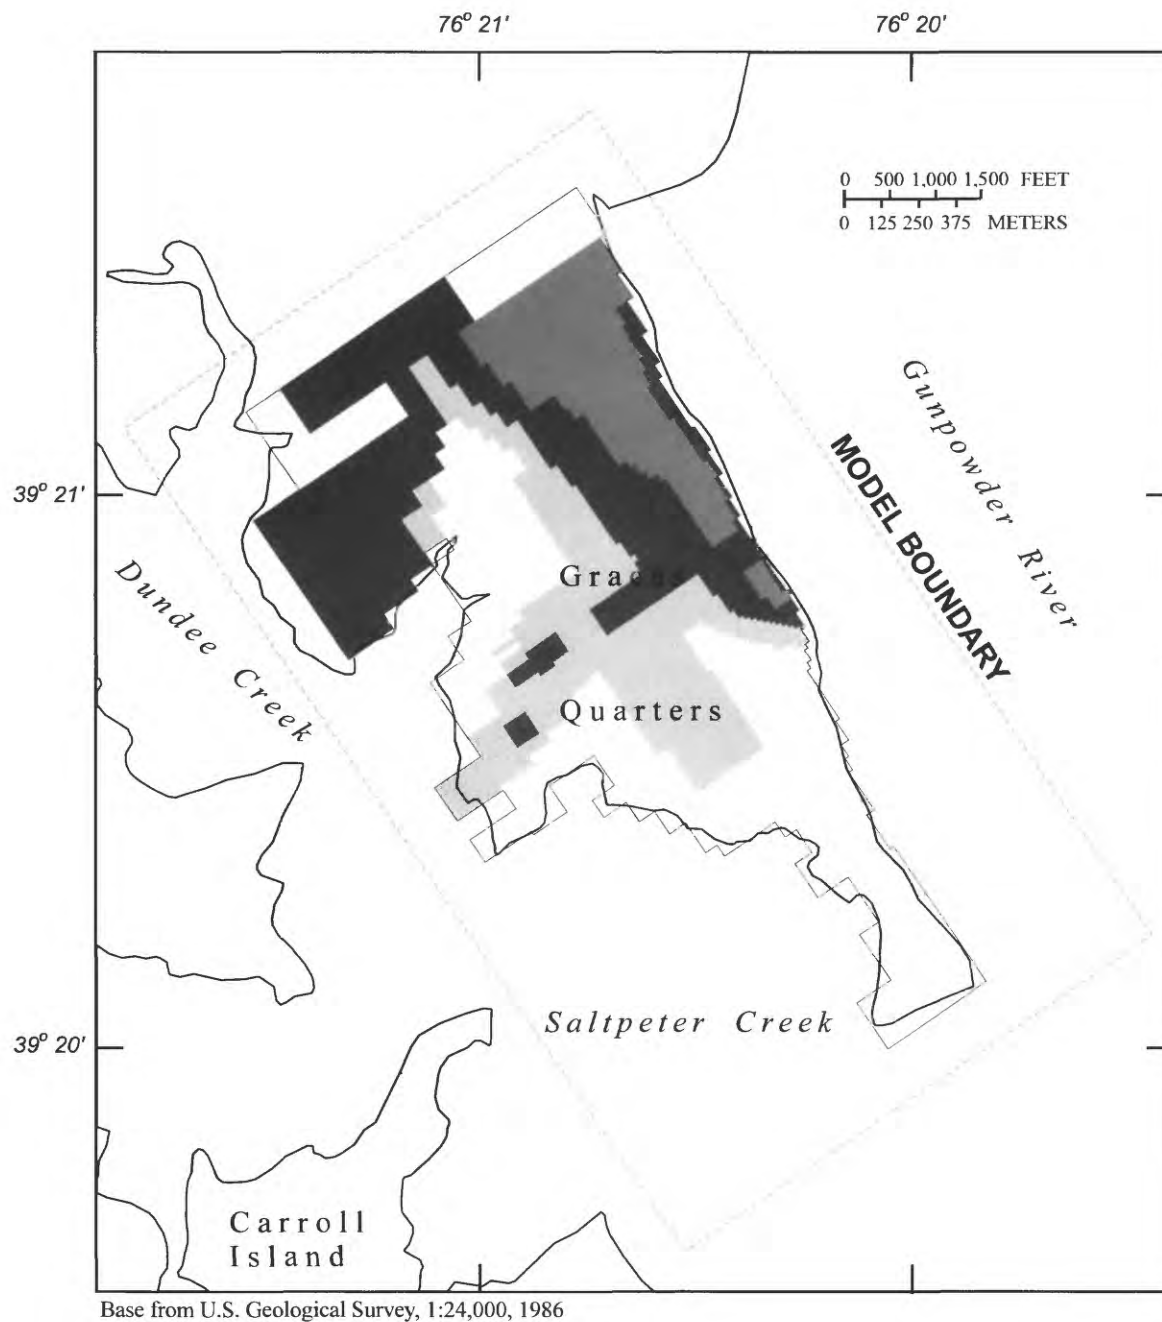 76° 21'
76° 20'
0 500 1,000 1,500 FEET
0 125 250 375 METERS
Gunpowder River
MODEL BOUNDARY
39° 21'
Dundee Creek
Graces
Quarters
Saltpeter Creek
39° 20'
Carroll
Island
Base from U.S. Geological Survey, 1:24,000, 1986